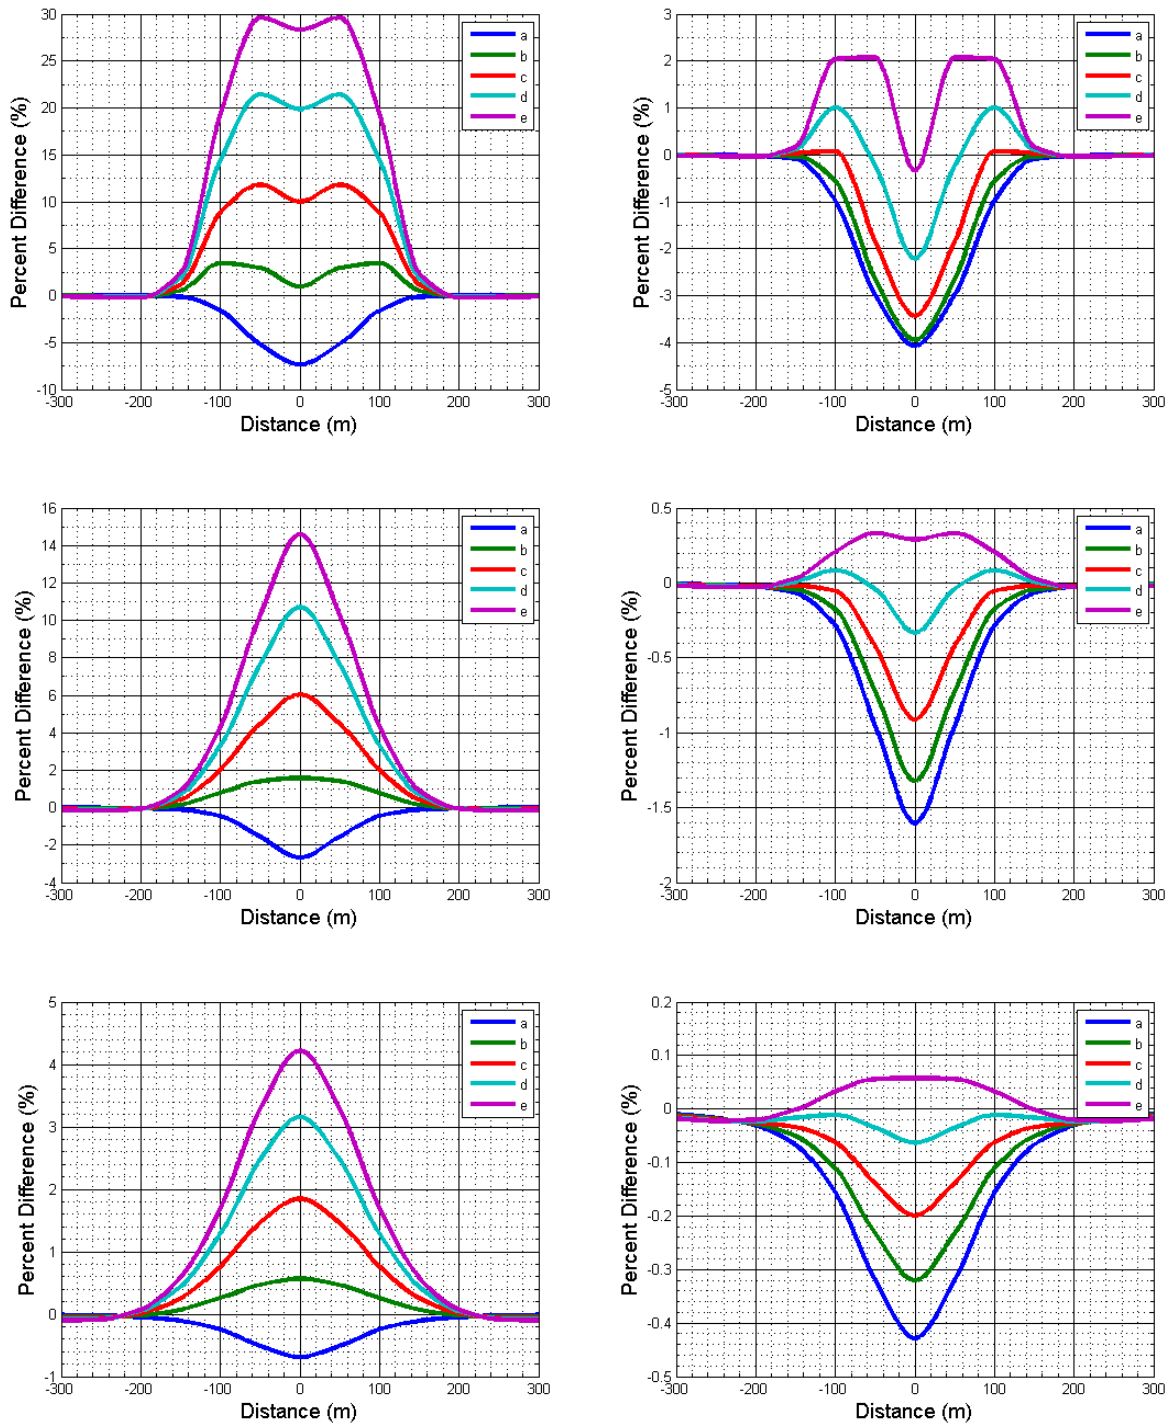 30
25
20
15
10
5
0
-5
-10
Percent Difference (%)
-300
-200
-100
0
100
200
300
Distance (m)
a
b
c
d
e
3
2
1
0
-1
-2
-3
-4
-5
Percent Difference (%)
-300
-200
-100
0
100
200
300
Distance (m)
a
b
c
d
e
16
14
12
10
8
6
4
2
0
-2
-4
Percent Difference (%)
-300
-200
-100
0
100
200
300
Distance (m)
a
b
c
d
e
0.5
0
-0.5
-1
-1.5
-2
Percent Difference (%)
-300
-200
-100
0
100
200
300
Distance (m)
a
b
c
d
e
5
4
3
2
1
0
-1
Percent Difference (%)
-300
-200
-100
0
100
200
300
Distance (m)
a
b
c
d
e
0.2
0.1
0
-0.1
-0.2
-0.3
-0.4
-0.5
Percent Difference (%)
-300
-200
-100
0
100
200
300
Distance (m)
a
b
c
d
e